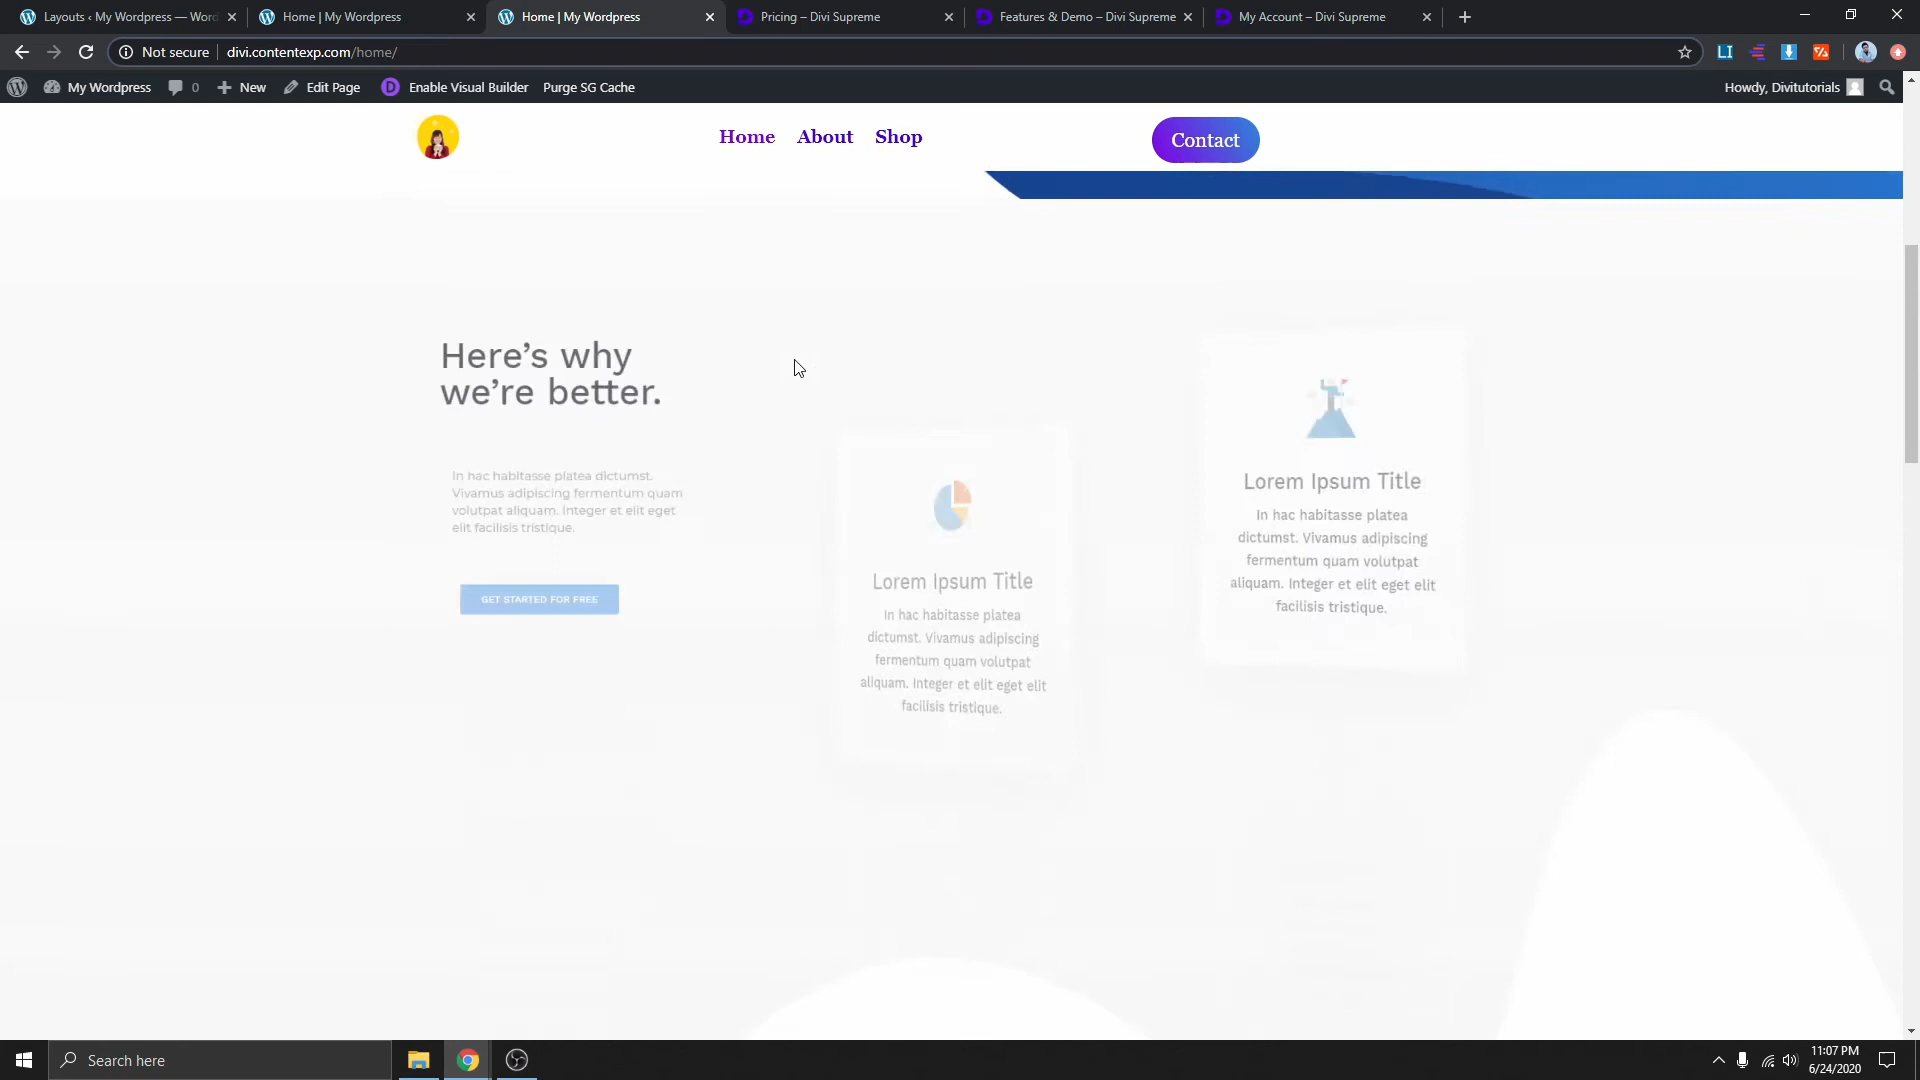 Layouts ‹ My Wordpress — Word
Home | My Wordpress
Home | My Wordpress
Pricing – Divi Supreme
Features & Demo – Divi Supreme
My Account – Divi Supreme
Not secure
divi.contentexp.com/home/
My Wordpress
0
New
Edit Page
Enable Visual Builder
Purge SG Cache
Howdy, Divitutorials
Home
About
Shop
Contact
Here’s why
we’re better.
In hac habitasse platea dictumst.
Vivamus adipiscing fermentum quam
volutpat aliquam. Integer et elit eget
elit facilisis tristique.
GET STARTED FOR FREE
Lorem Ipsum Title
In hac habitasse platea
dictumst. Vivamus adipiscing
fermentum quam volutpat
aliquam. Integer et elit eget elit
facilisis tristique.
Lorem Ipsum Title
In hac habitasse platea
dictumst. Vivamus adipiscing
fermentum quam volutpat
aliquam. Integer et elit eget elit
facilisis tristique.
Search here
11:07 PM
6/24/2020